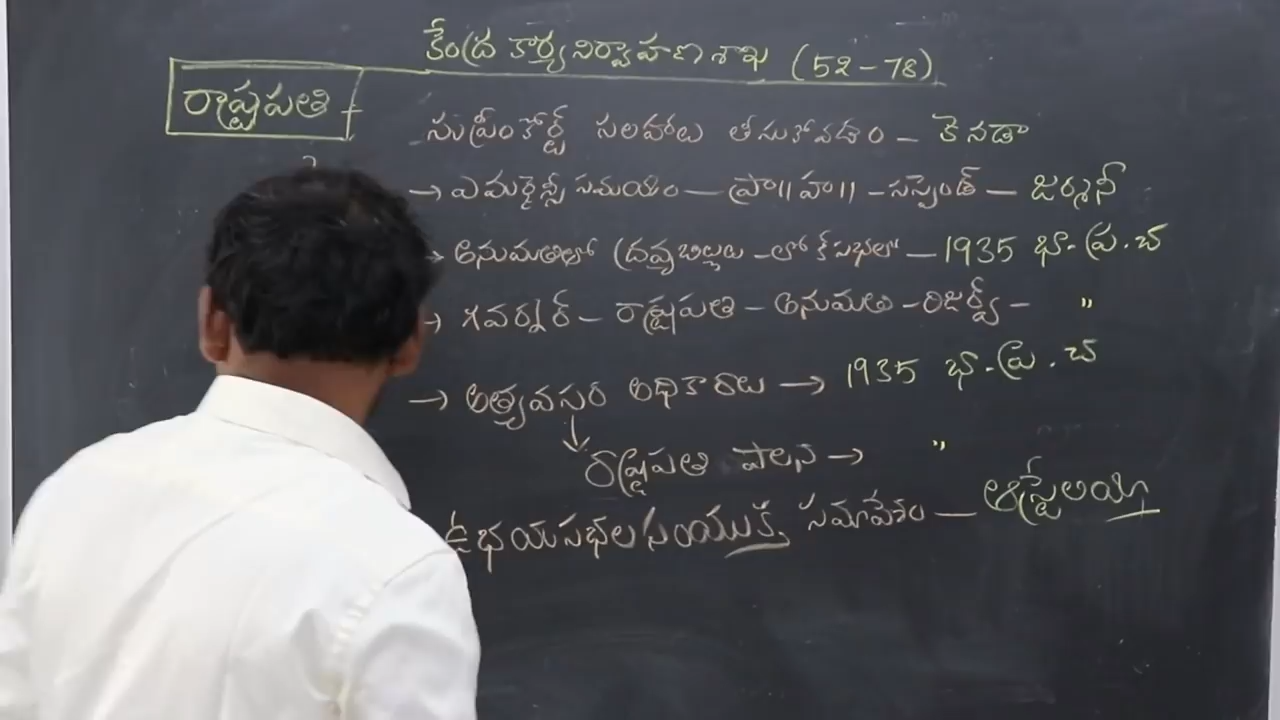 కేంద్ర కార్యనిర్వాహణ శాఖ (52-78)
రాష్ట్రపతి -
సుప్రీంకోర్ట్ సలహాలు తీసుకోవడం - కెనడా
→ ఎమర్జెన్సీ సమయం - ప్రా॥ హ॥ - సస్పెండ్ - జర్మనీ
→ అనుమతిలో (ద్రవ్యబిల్లులు - లోక్ సభలో - 1935 భా.ప్ర.చ
→ గవర్నర్ - రాష్ట్రపతి - అనుమతి - రిజర్వ్ - "
→ అత్యవసర అధికారాలు → 1935 భా.ప్ర.చ
↓ రాష్ట్రపతి పాలన → "
ఉభయసభల సంయుక్త సమావేశం - ఆస్ట్రేలియా